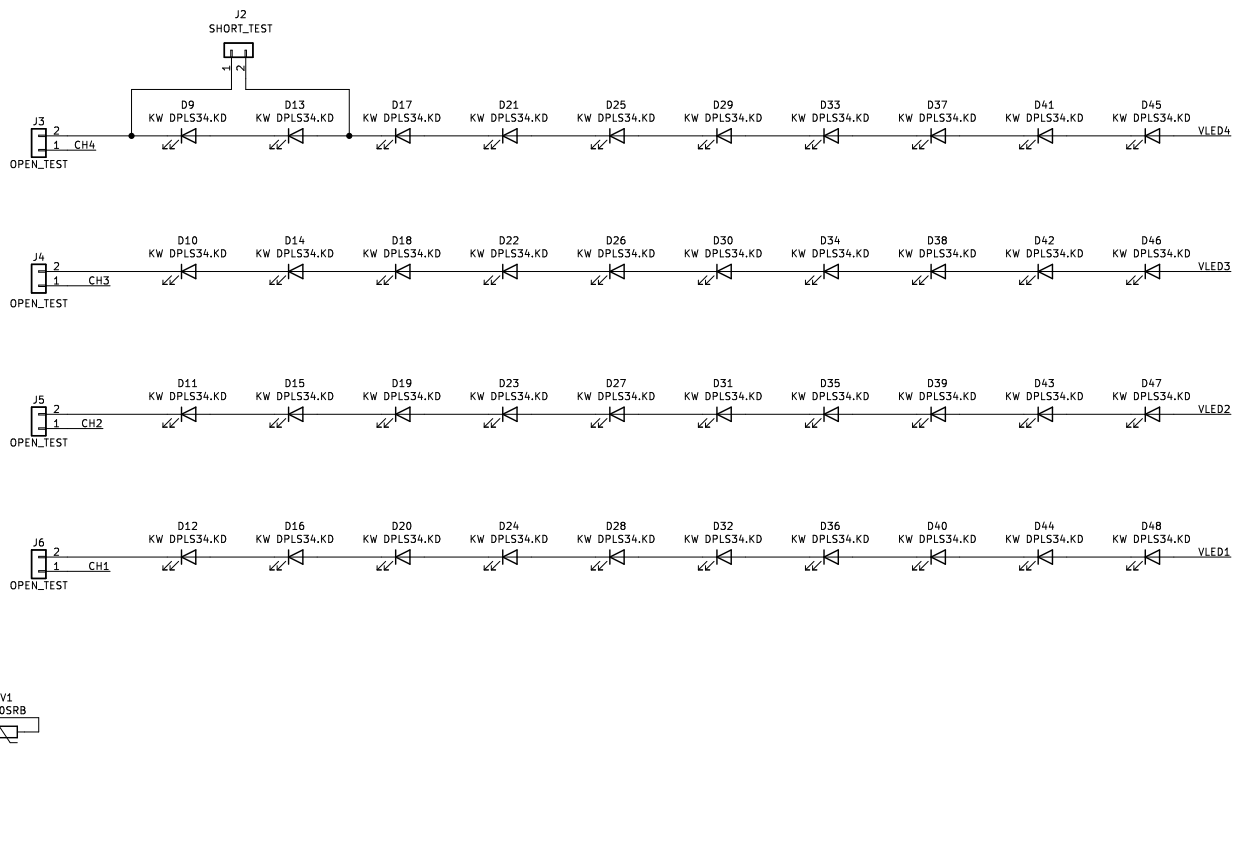 J2
SHORT_TEST
1 2
D9 D13 D17 D21 D25 D29 D33 D37 D41 D45
KW DPLS34.KD KW DPLS34.KD KW DPLS34.KD KW DPLS34.KD KW DPLS34.KD KW DPLS34.KD KW DPLS34.KD KW DPLS34.KD KW DPLS34.KD KW DPLS34.KD
J3
2 VLED4
1 CH4
OPEN_TEST
D10 D14 D18 D22 D26 D30 D34 D38 D42 D46
KW DPLS34.KD KW DPLS34.KD KW DPLS34.KD KW DPLS34.KD KW DPLS34.KD KW DPLS34.KD KW DPLS34.KD KW DPLS34.KD KW DPLS34.KD KW DPLS34.KD
J4
2 VLED3
1 CH3
OPEN_TEST
D11 D15 D19 D23 D27 D31 D35 D39 D43 D47
KW DPLS34.KD KW DPLS34.KD KW DPLS34.KD KW DPLS34.KD KW DPLS34.KD KW DPLS34.KD KW DPLS34.KD KW DPLS34.KD KW DPLS34.KD KW DPLS34.KD
J5
2 VLED2
1 CH2
OPEN_TEST
D12 D16 D20 D24 D28 D32 D36 D40 D44 D48
KW DPLS34.KD KW DPLS34.KD KW DPLS34.KD KW DPLS34.KD KW DPLS34.KD KW DPLS34.KD KW DPLS34.KD KW DPLS34.KD KW DPLS34.KD KW DPLS34.KD
J6
2 VLED1
1 CH1
OPEN_TEST
V1
0SRB